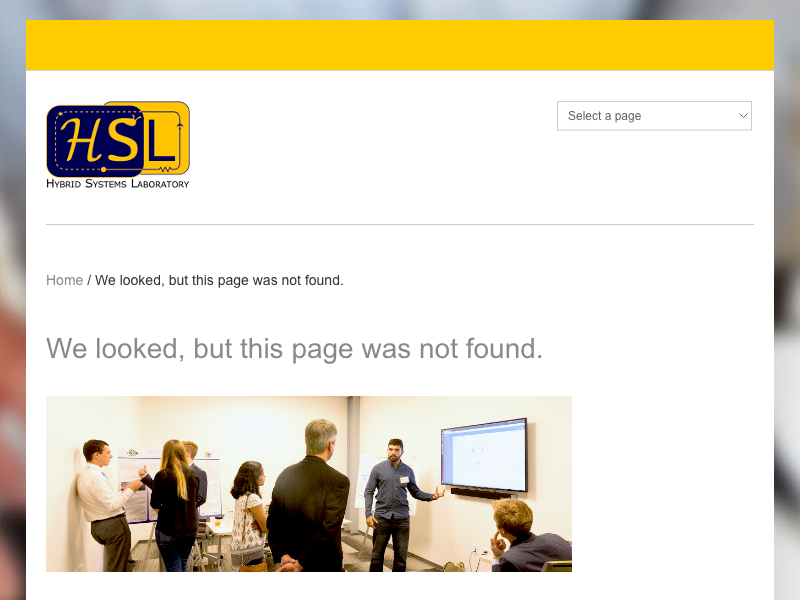 HSL
HYBRID SYSTEMS LABORATORY
Select a page
Home / We looked, but this page was not found.
We looked, but this page was not found.